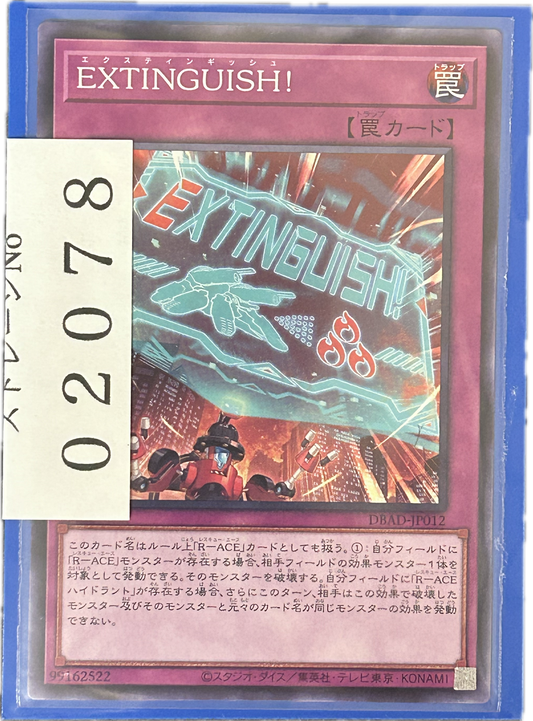 エクスティンギッシュ
EXTINGUISH!
トラップ
罠
トラップ
【罠カード】
ストレージNo
02078
EXTINGUISH!
DBAD-JP012
このカード名はルール上「R-ACE」カードとしても扱う。①:自分フィールドに
「R-ACE」モンスターが存在する場合、相手フィールドの効果モンスター1体を
対象として発動できる。そのモンスターを破壊する。自分フィールドに「R-ACE
ハイドラント」が存在する場合、さらにこのターン、相手はこの効果で破壊した
モンスター及びそのモンスターと元々のカード名が同じモンスターの効果を発動
できない。
99162522
©スタジオ・ダイス/集英社・テレビ東京・KONAMI